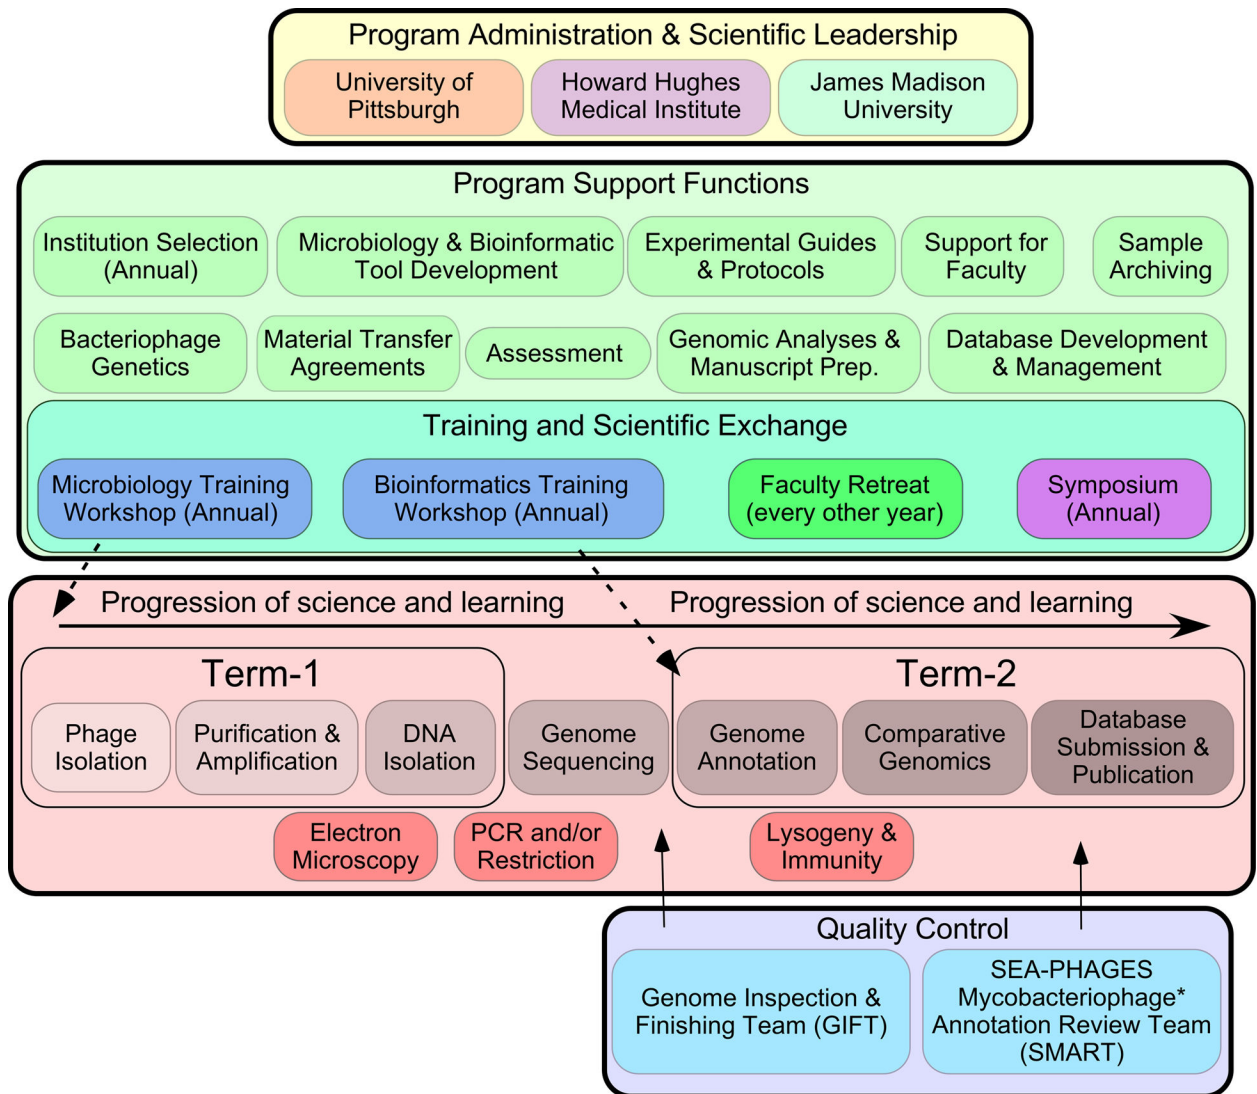 Program Administration & Scientific Leadership
University of
Pittsburgh
Howard Hughes
Medical Institute
James Madison
University
Program Support Functions
Institution Selection
(Annual)
Microbiology & Bioinformatic
Tool Development
Experimental Guides
& Protocols
Support for
Faculty
Sample
Archiving
Bacteriophage
Genetics
Material Transfer
Agreements
Assessment
Genomic Analyses &
Manuscript Prep.
Database Development
& Management
Training and Scientific Exchange
Microbiology Training
Workshop (Annual)
Bioinformatics Training
Workshop (Annual)
Faculty Retreat
(every other year)
Symposium
(Annual)
Progression of science and learning
Progression of science and learning
Term-1
Phage
Isolation
Purification &
Amplification
DNA
Isolation
Genome
Sequencing
Term-2
Genome
Annotation
Comparative
Genomics
Database
Submission &
Publication
Electron
Microscopy
PCR and/or
Restriction
Lysogeny &
Immunity
Quality Control
Genome Inspection &
Finishing Team (GIFT)
SEA-PHAGES
Mycobacteriophage*
Annotation Review Team
(SMART)